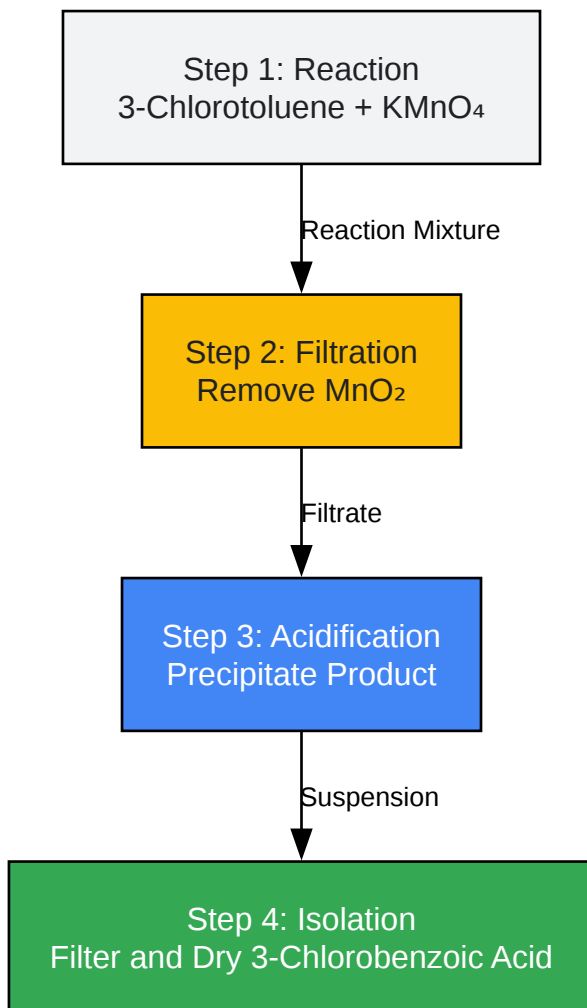 Step 1: Reaction
3-Chlorotoluene + KMnO₄
Reaction Mixture
Step 2: Filtration
Remove MnO₂
Filtrate
Step 3: Acidification
Precipitate Product
Suspension
Step 4: Isolation
Filter and Dry 3-Chlorobenzoic Acid